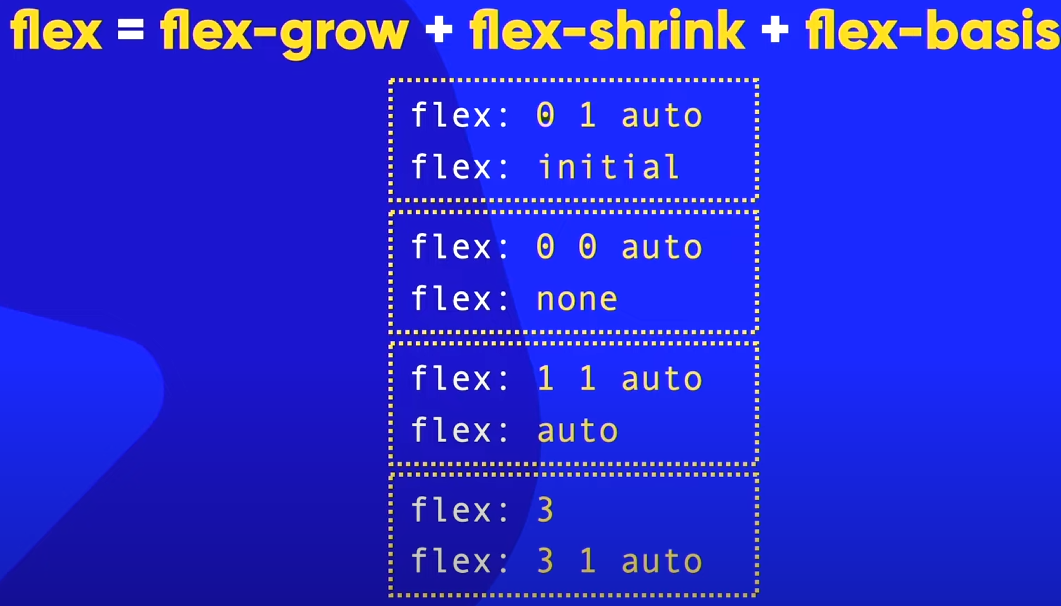 flex = flex-grow + flex-shrink + flex-basis
flex: 0 1 auto
flex: initial
flex: 0 0 auto
flex: none
flex: 1 1 auto
flex: auto
flex: 3
flex: 3 1 auto